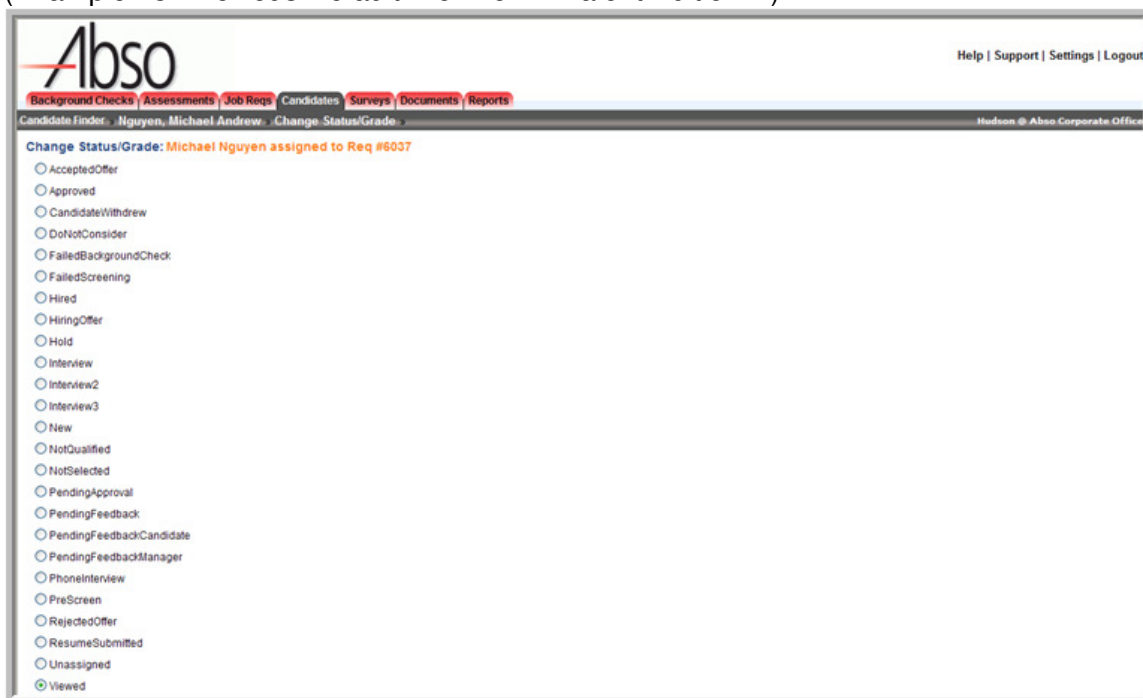 Abso
Help | Support | Settings | Logout
Background Checks Assessments Job Reqs Candidates Surveys Documents Reports
Candidate Finder Nguyen, Michael Andrew Change Status/Grade
Hudson @ Abso Corporate Office
Change Status/Grade: Michael Nguyen assigned to Req #6037
AcceptedOffer
Approved
CandidateWithdrew
DoNotConsider
FailedBackgroundCheck
FailedScreening
Hired
HiringOffer
Hold
Interview
Interview2
Interview3
New
NotQualified
NotSelected
PendingApproval
PendingFeedback
PendingFeedbackCandidate
PendingFeedbackManager
PhoneInterview
PreScreen
RejectedOffer
ResumeSubmitted
Unassigned
Viewed